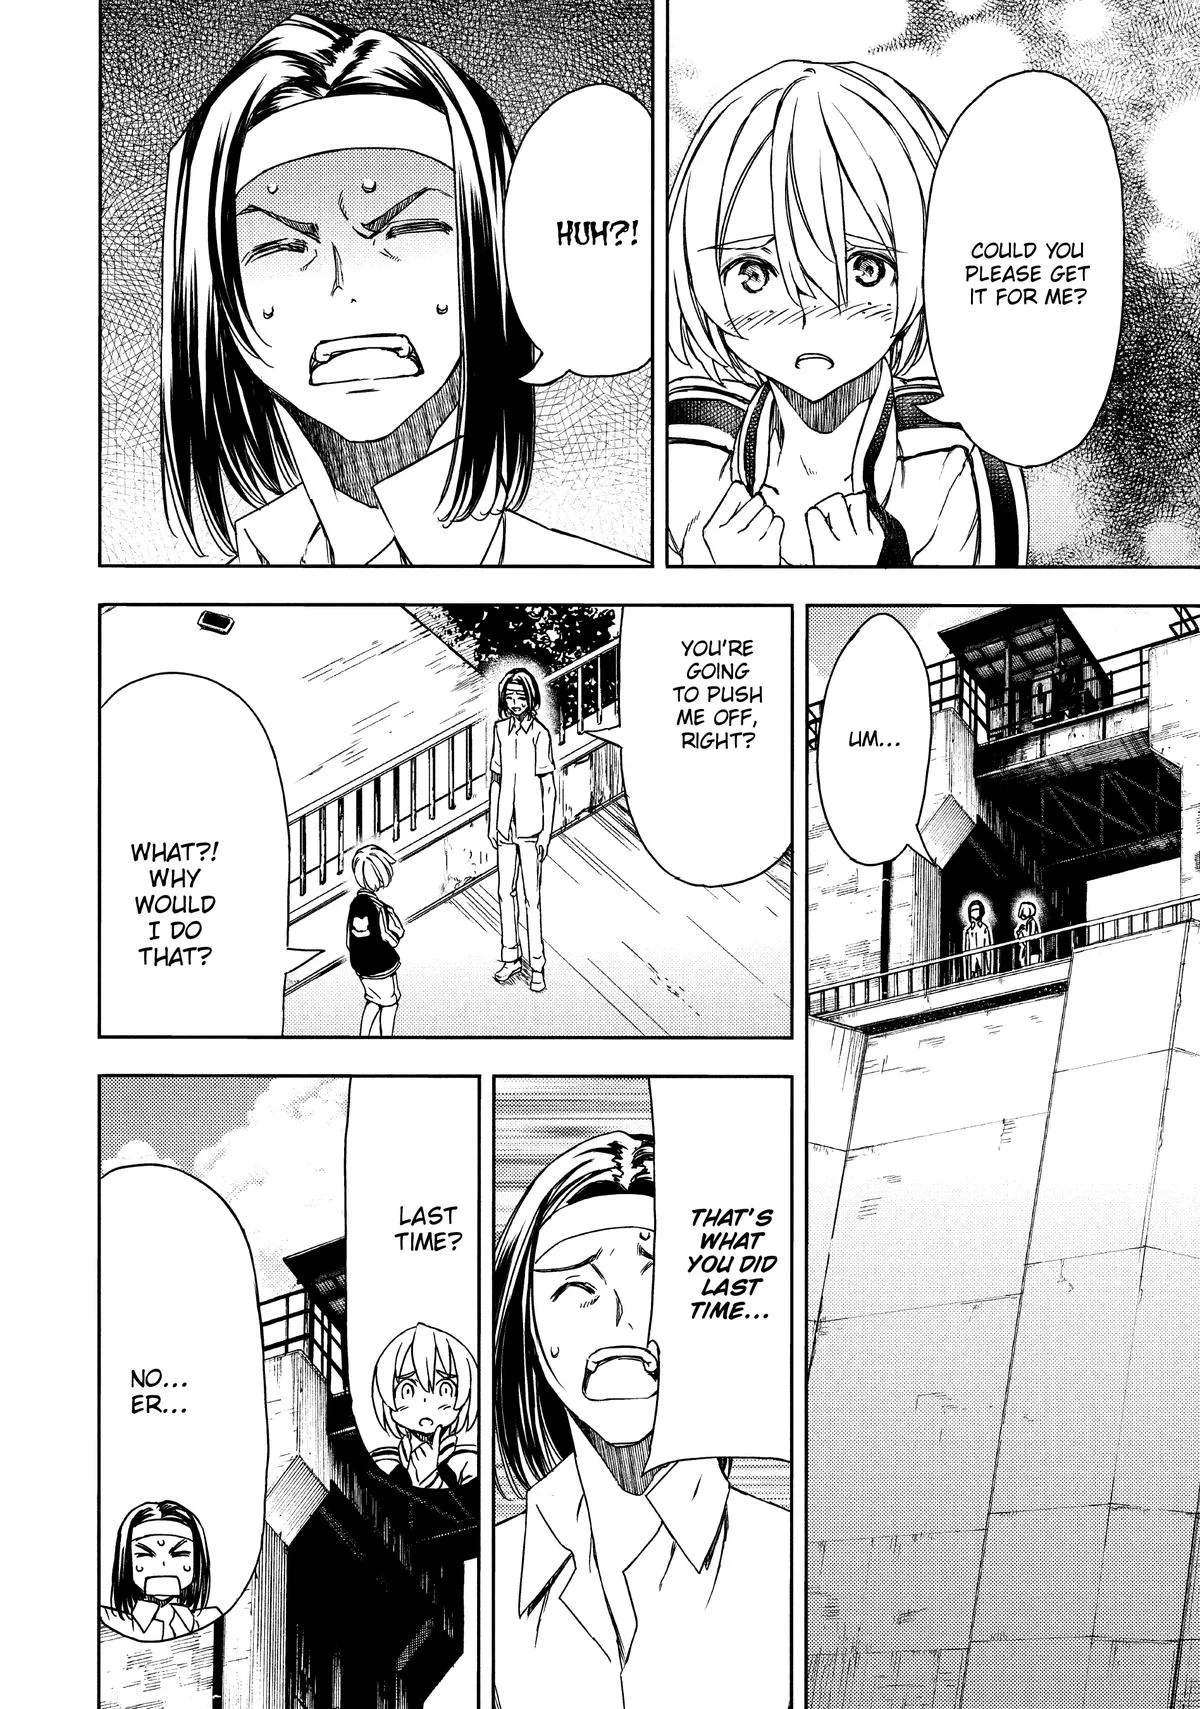 COULD YOU
PLEASE GET
IT FOR ME?
HUH?!
UM...
YOU'RE
GOING
TO PUSH
ME OFF,
RIGHT?
WHAT?!
WHY
WOULD
I DO
THAT?
THAT'S
WHAT
YOU DID
LAST
TIME...
LAST
TIME?
NO...
ER...